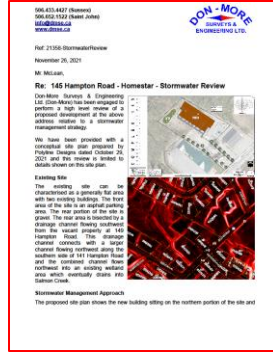 506.433-4427 (Sussex)
506.652.1522 (Saint John)
info@dmse.ca
www.dmse.ca
DON - MORE
SURVEYS &
ENGINEERING LTD.
Ref: 21356-StormwaterReview
November 26, 2021
Mr. McLean,
Re: 145 Hampton Road - Homestar - Stormwater Review
Don-More Surveys & Engineering
Ltd. (Don-More) has been engaged to
perform a high level review of a
proposed development at the above
address relative to a stormwater
management strategy.
We have been provided with a
conceptual site plan prepared by
Polyline Designs dated October 29,
2021 and this review is limited to
details shown on this site plan.
Existing Site
The existing site can be
characterised as a generally flat area
with two existing buildings. The front
area of the site is an asphalt parking
area. The rear portion of the site is
gravel. The rear area is bisected by a
drainage channel flowing southwest
from the vacant property at 149
Hampton Road. This drainage
channel connects with a larger
channel flowing northwest along the
southern side of 141 Hampton Road
and the combined channel flows
northwest into an existing wetland
area which eventually drains into
Salmon Creek.
Stormwater Management Approach
The proposed site plan shows the new building sitting on the northern portion of the site and